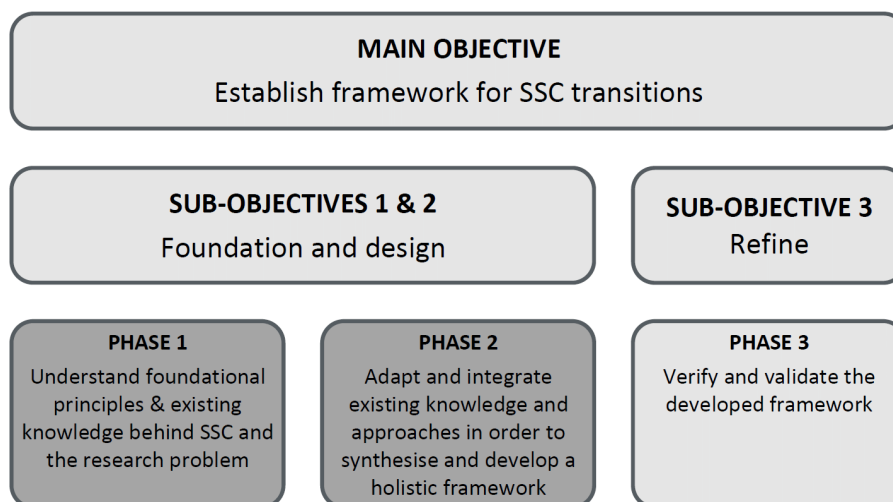 MAIN OBJECTIVE
Establish framework for SSC transitions
SUB-OBJECTIVES 1 & 2
Foundation and design
SUB-OBJECTIVE 3
Refine
PHASE 1
Understand foundational
principles & existing
knowledge behind SSC and
the research problem
PHASE 2
Adapt and integrate
existing knowledge and
approaches in order to
synthesise and develop a
holistic framework
PHASE 3
Verify and validate the
developed framework